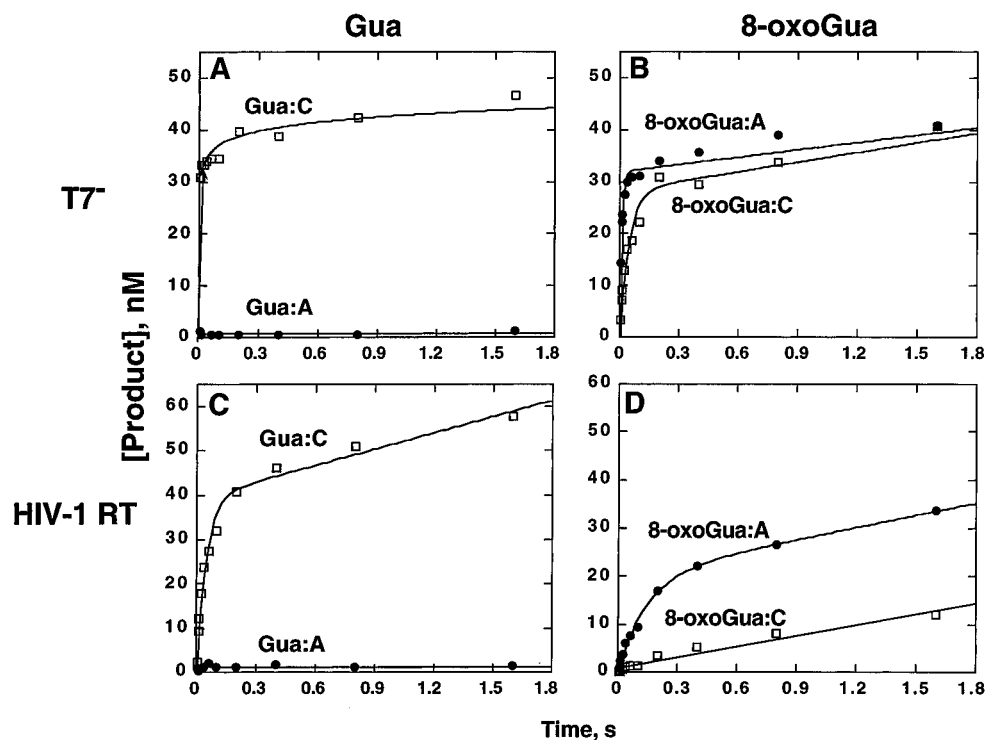 Gua
8-oxoGua
T7⁻
HIV-1 RT
[Product], nM
A
Gua:C
Gua:A
50
40
30
20
10
0
0 0.3 0.6 0.9 1.2 1.5 1.8
B
8-oxoGua:A
8-oxoGua:C
50
40
30
20
10
0
0 0.3 0.6 0.9 1.2 1.5 1.8
C
Gua:C
Gua:A
60
50
40
30
20
10
0
0 0.3 0.6 0.9 1.2 1.5 1.8
D
8-oxoGua:A
8-oxoGua:C
60
50
40
30
20
10
0
0 0.3 0.6 0.9 1.2 1.5 1.8
Time, s